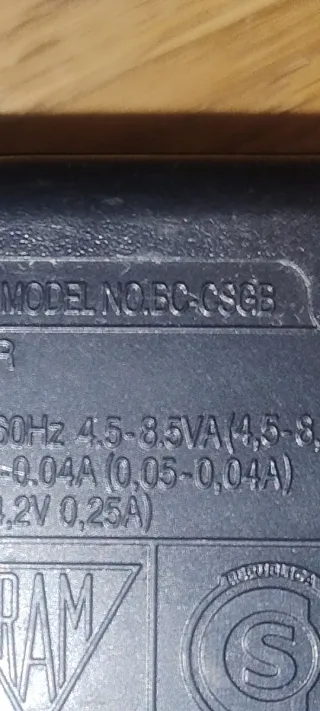 MODEL NO.BC-CSGB
R
60Hz 4.5-8.5VA(4,5-8,
-0.04A (0,05-0,04A)
4,2V 0,25A)
RAM
S